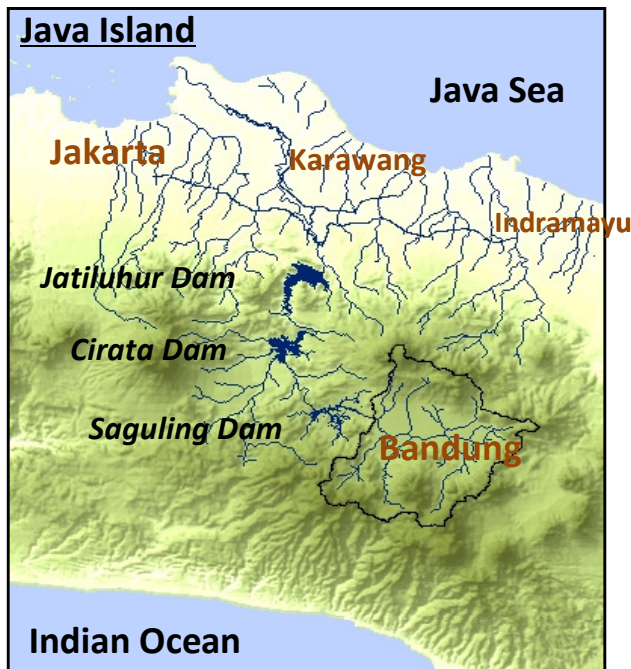 Java Island
Java Sea
Jakarta
Karawang
Indramayu
Jatiluhur Dam
Cirata Dam
Saguling Dam
Bandung
Indian Ocean